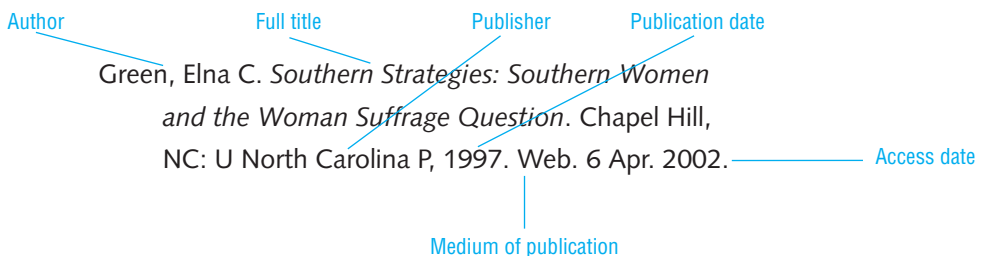 Author Full title Publisher Publication date
Green, Elna C. Southern Strategies: Southern Women
and the Woman Suffrage Question. Chapel Hill,
NC: U North Carolina P, 1997. Web. 6 Apr. 2002. Access date
Medium of publication